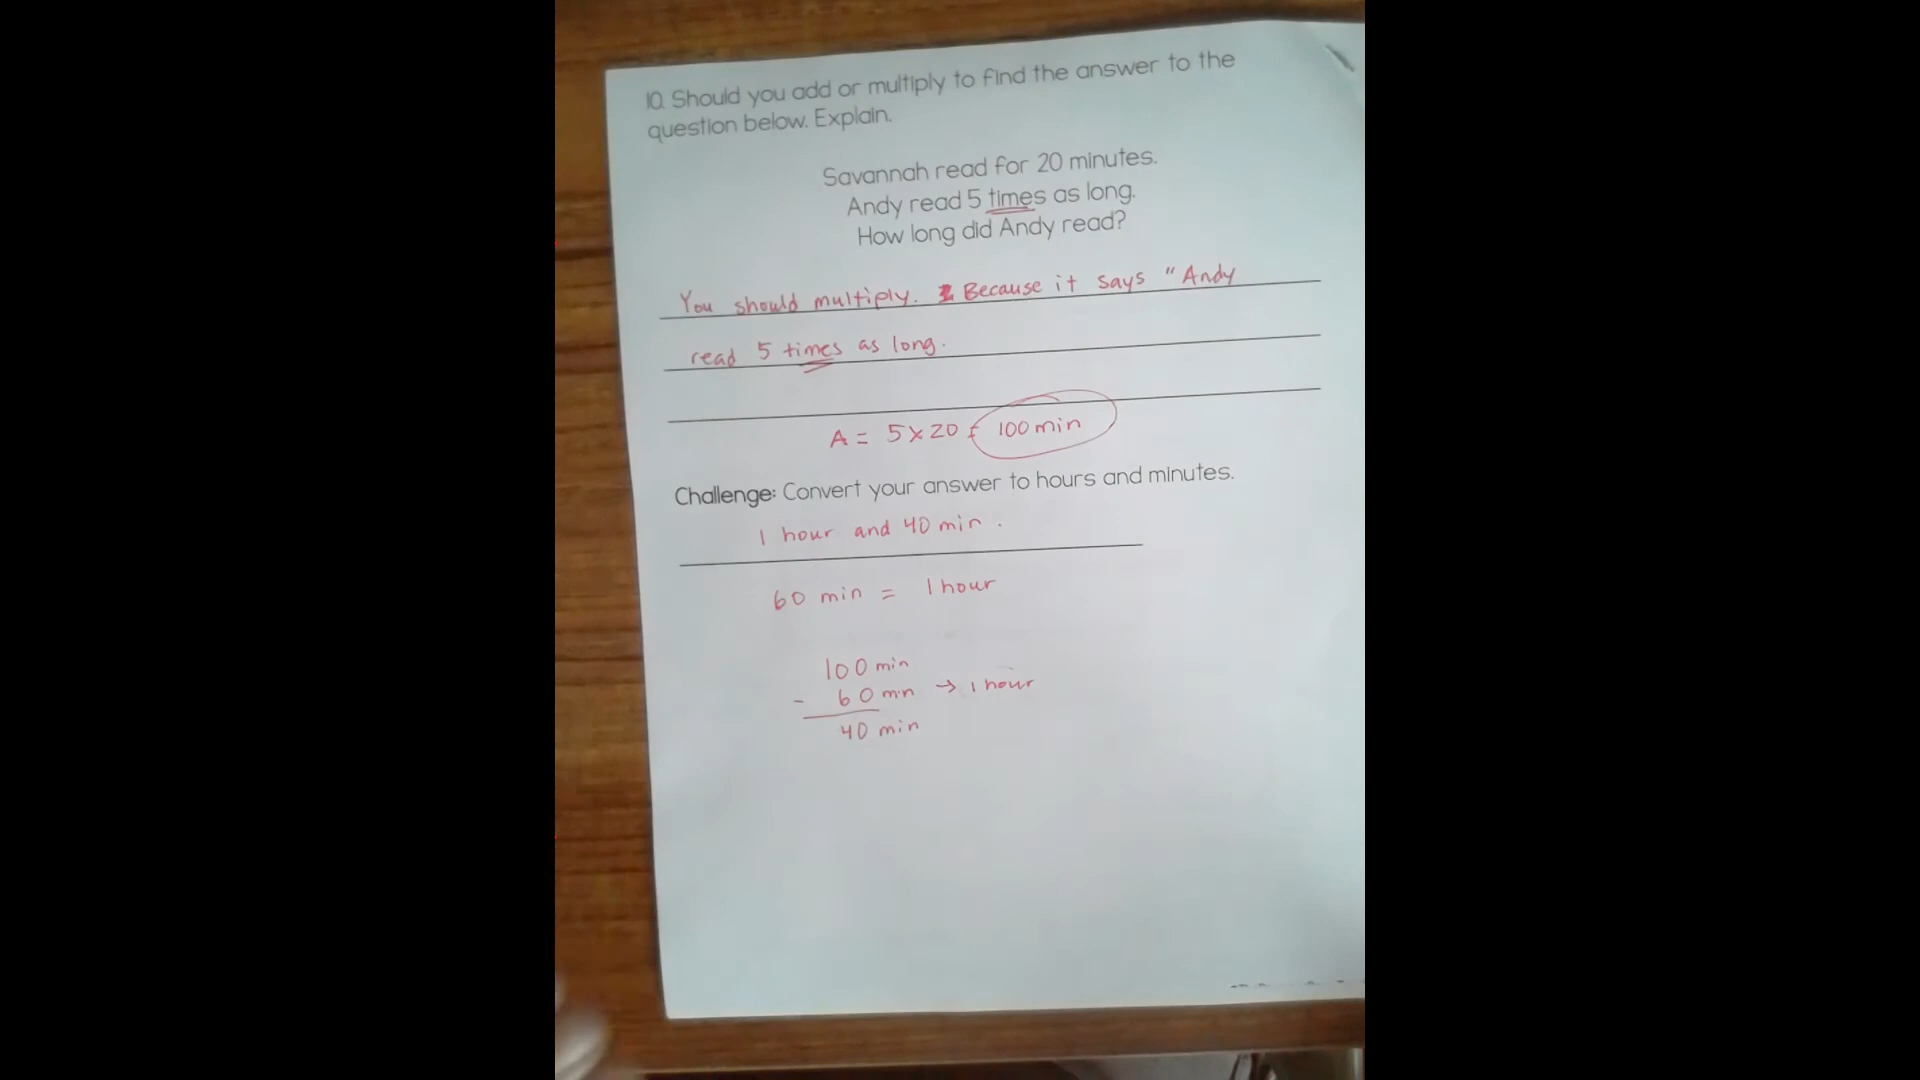 10. Should you add or multiply to find the answer to the
question below. Explain.
Savannah read for 20 minutes.
Andy read 5 times as long.
How long did Andy read?
You should multiply. Because it says "Andy
read 5 times as long.
A = 5 x 20 = 100 min
Challenge: Convert your answer to hours and minutes.
1 hour and 40 min.
60 min = 1 hour
100 min
- 60 min → 1 hour
40 min